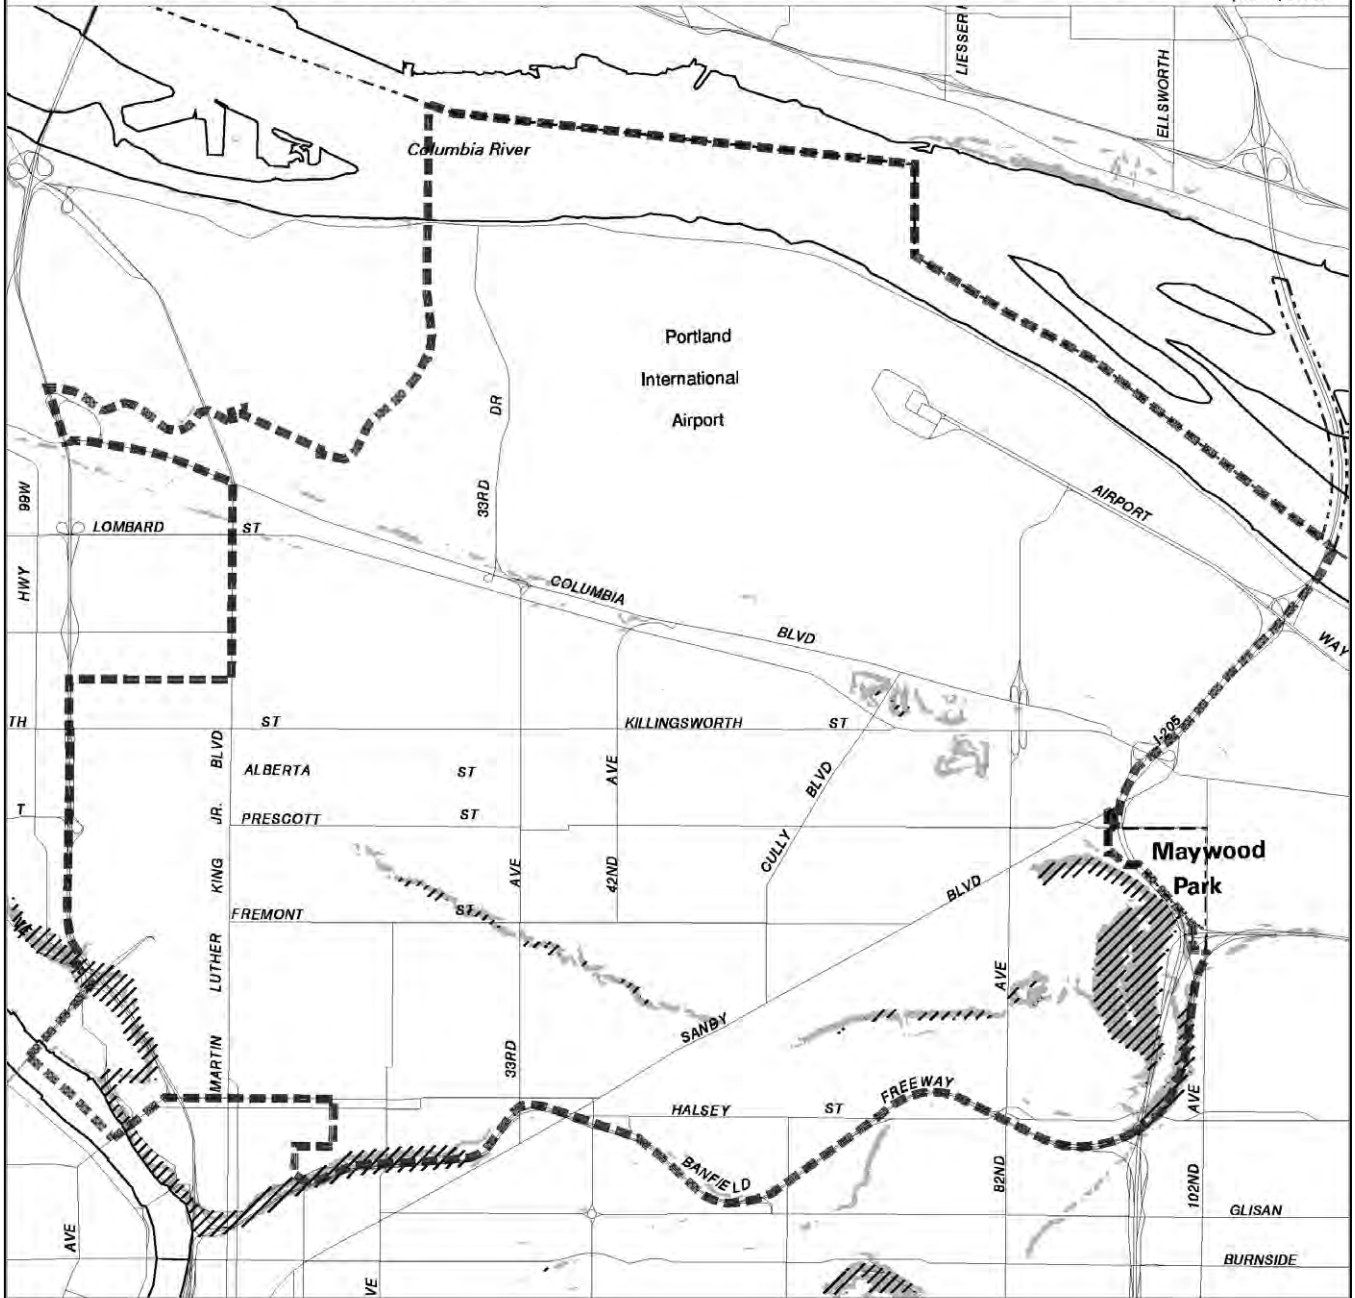 LIESSER
ELLSWORTH
Columbia River
Portland
International
Airport
DR
33RD
AIRPORT
WAY
99W
HWY
LOMBARD ST
COLUMBIA
BLVD
I-205
TH ST KILLINGSWORTH ST
BLVD
ALBERTA ST
AVE
BLVD
T
JR.
PRESCOTT ST
CULLY
Maywood
Park
KING
AVE
42ND
BLVD
FREMONT ST
LUTHER
AVE
SANDY
MARTIN
33RD
FREEWAY
HALSEY ST
AVE
BANFIELD
82ND
102ND
GLISAN
AVE
BURNSIDE
VE